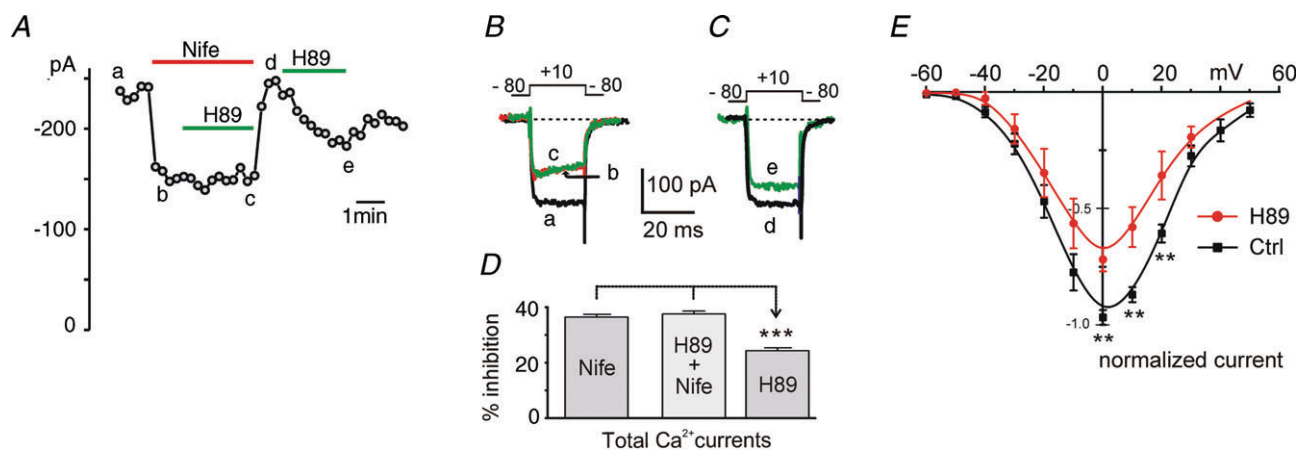 A
pA
-200
-100
0
a
Nife
H89
b
c
d
H89
e
1min
B
+10
- 80
- 80
c
b
a
100 pA
20 ms
C
+10
- 80
- 80
e
d
D
% inhibition
40
20
0
Nife
H89
+
Nife
***
H89
Total Ca²⁺currents
E
-60 -40 -20 0 20 mV 60
-0.5
-1.0
H89
Ctrl
**
**
**
normalized current